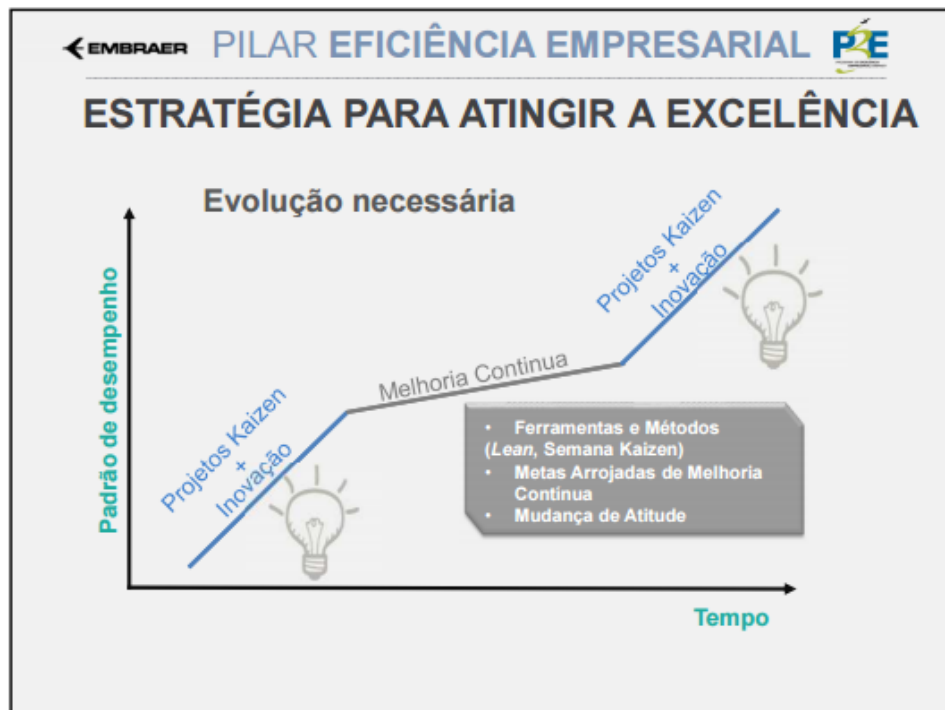 EMBRAER PILAR EFICIÊNCIA EMPRESARIAL P2E
ESTRATÉGIA PARA ATINGIR A EXCELÊNCIA
Evolução necessária
Padrão de desempenho
Projetos Kaizen
+
Inovação
Melhoria Continua
Projetos Kaizen
+
Inovação
• Ferramentas e Métodos
(Lean, Semana Kaizen)
• Metas Arrojadas de Melhoria
Contínua
• Mudança de Atitude
Tempo